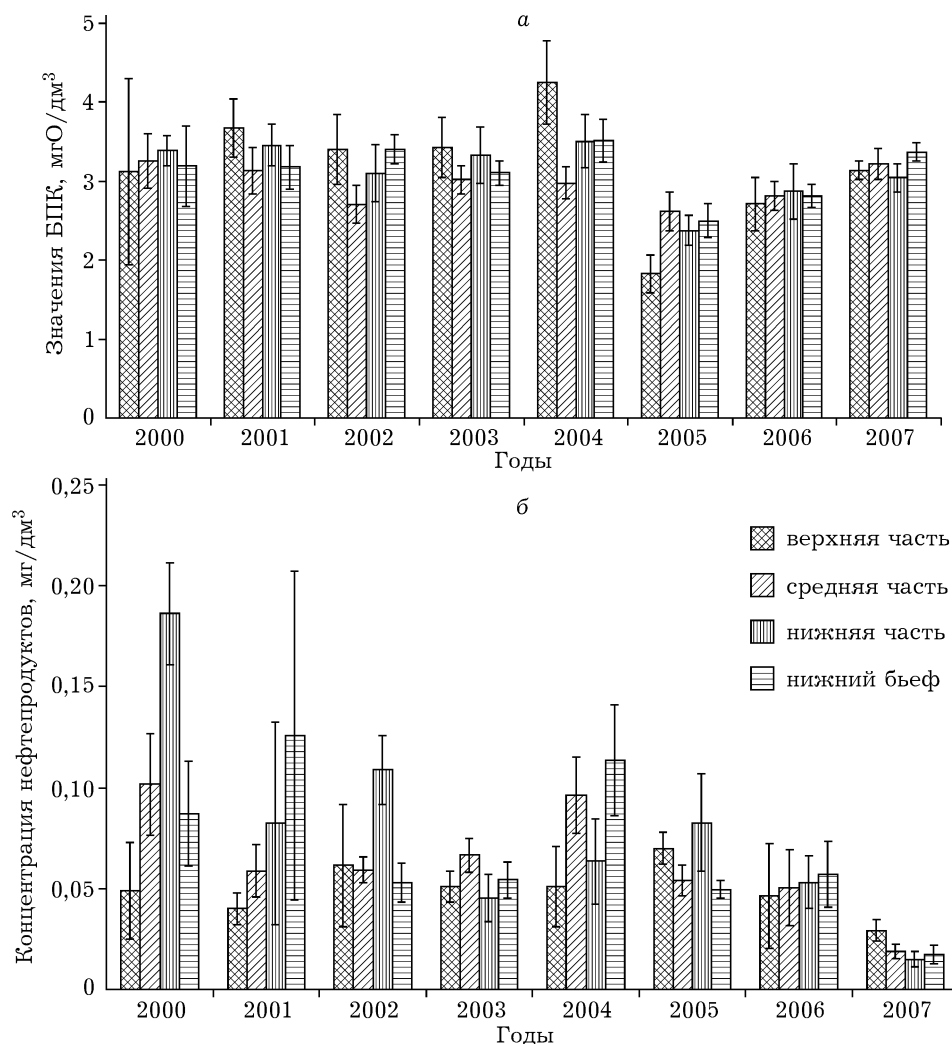 а
Значения БПК, мгО/дм³
5
4
3
2
1
0
2000 2001 2002 2003 2004 2005 2006 2007
Годы
б
Концентрация нефтепродуктов, мг/дм³
0,25
0,20
0,15
0,10
0,05
0
верхняя часть
средняя часть
нижняя часть
нижний бьеф
2000 2001 2002 2003 2004 2005 2006 2007
Годы